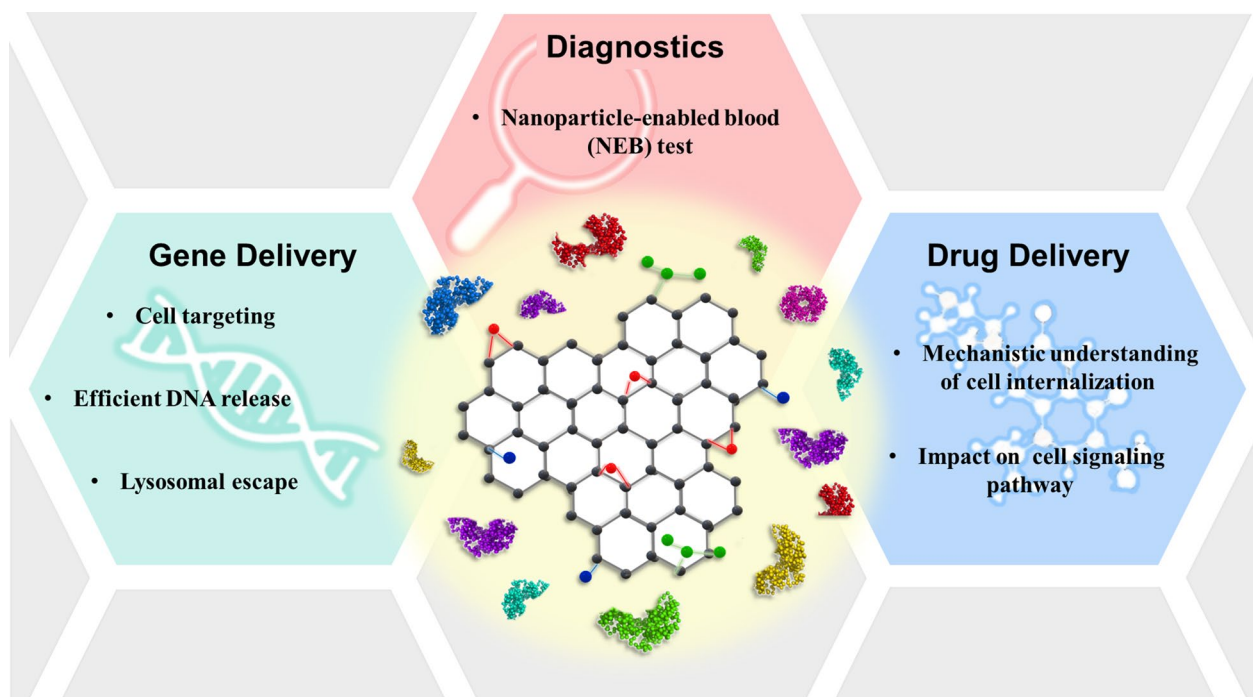 Diagnostics
• Nanoparticle-enabled blood
(NEB) test
Gene Delivery
• Cell targeting
• Efficient DNA release
• Lysosomal escape
Drug Delivery
• Mechanistic understanding
of cell internalization
• Impact on cell signaling
pathway